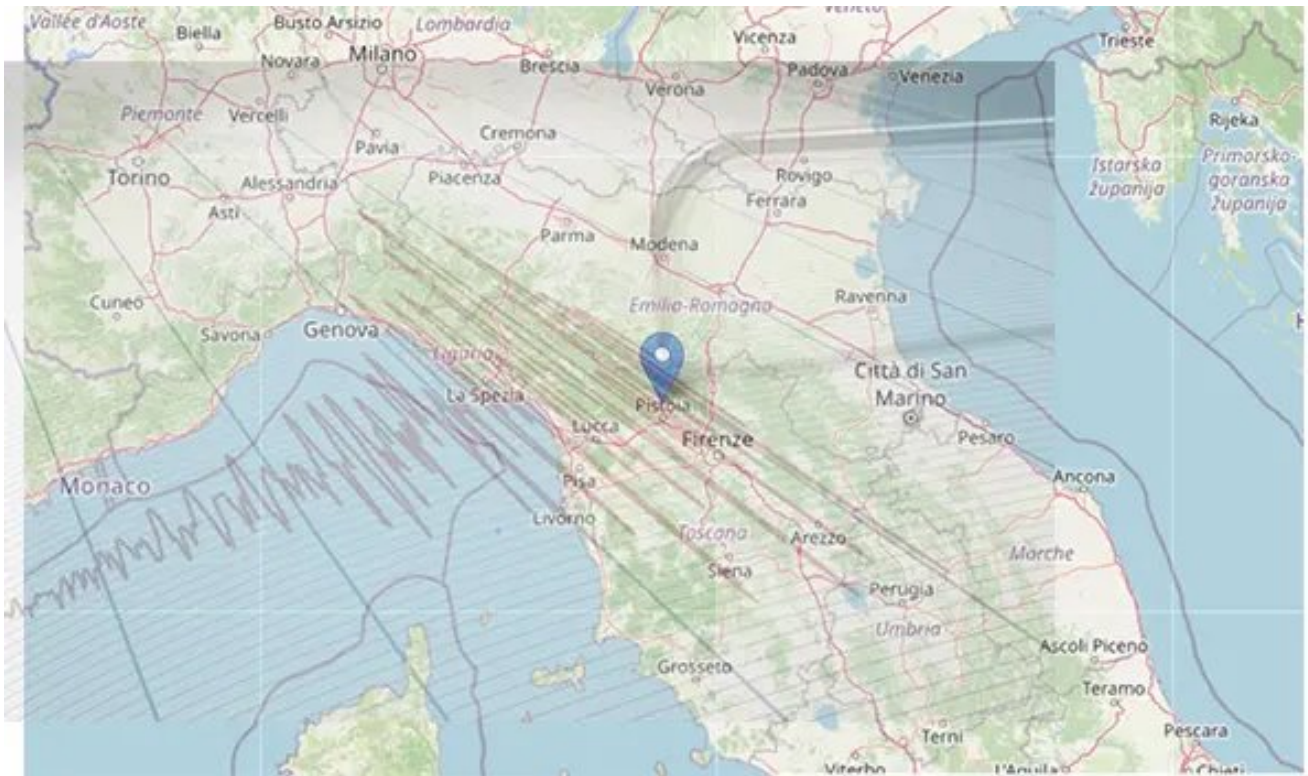 Vallée d'Aoste
Biella
Busto Arsizio
Lombardia
Novara
Milano
Brescia
Vicenza
Veneto
Verona
Padova
Venezia
Trieste
Rijeka
Piemonte
Vercelli
Pavia
Cremona
Piacenza
Torino
Alessandria
Asti
Rovigo
Ferrara
Istarska
županija
Primorsko-
goranska
županija
Parma
Modena
Cuneo
Savona
Genova
Emilia-Romagna
Ravenna
Liguria
La Spezia
Pistoia
Lucca
Firenze
Città di San
Marino
Pesaro
Monaco
Pisa
Livorno
Ancona
Toscana
Arezzo
Siena
Marche
Perugia
Umbria
Grosseto
Ascoli Piceno
Teramo
Terni
Pescara
Viterbo
L'Aquila
Chieti